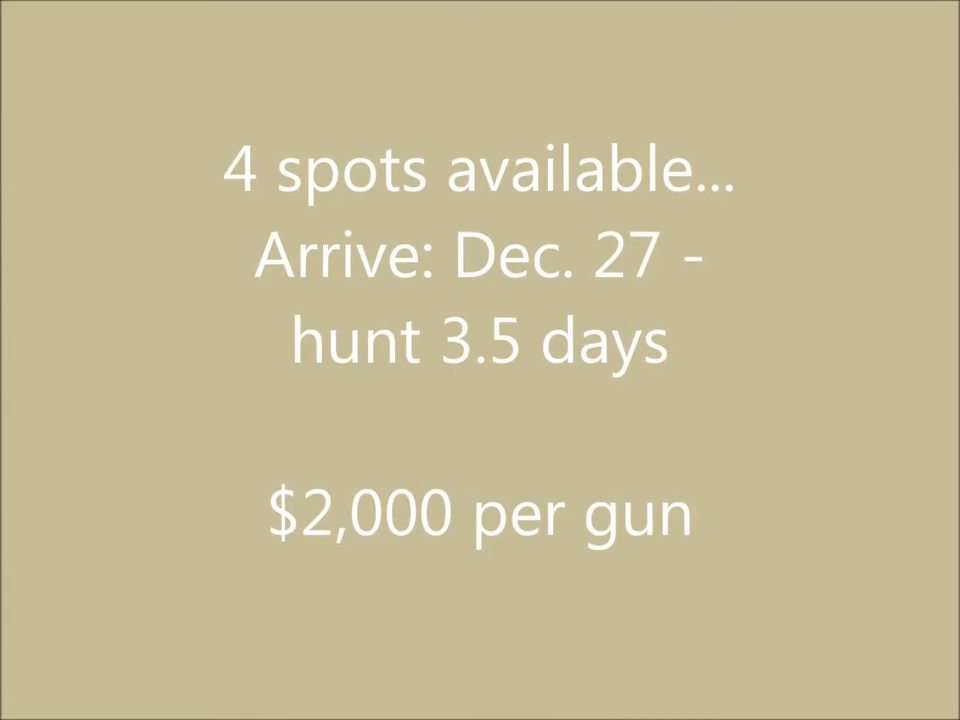 4 spots available...
Arrive: Dec. 27 -
hunt 3.5 days
$2,000 per gun